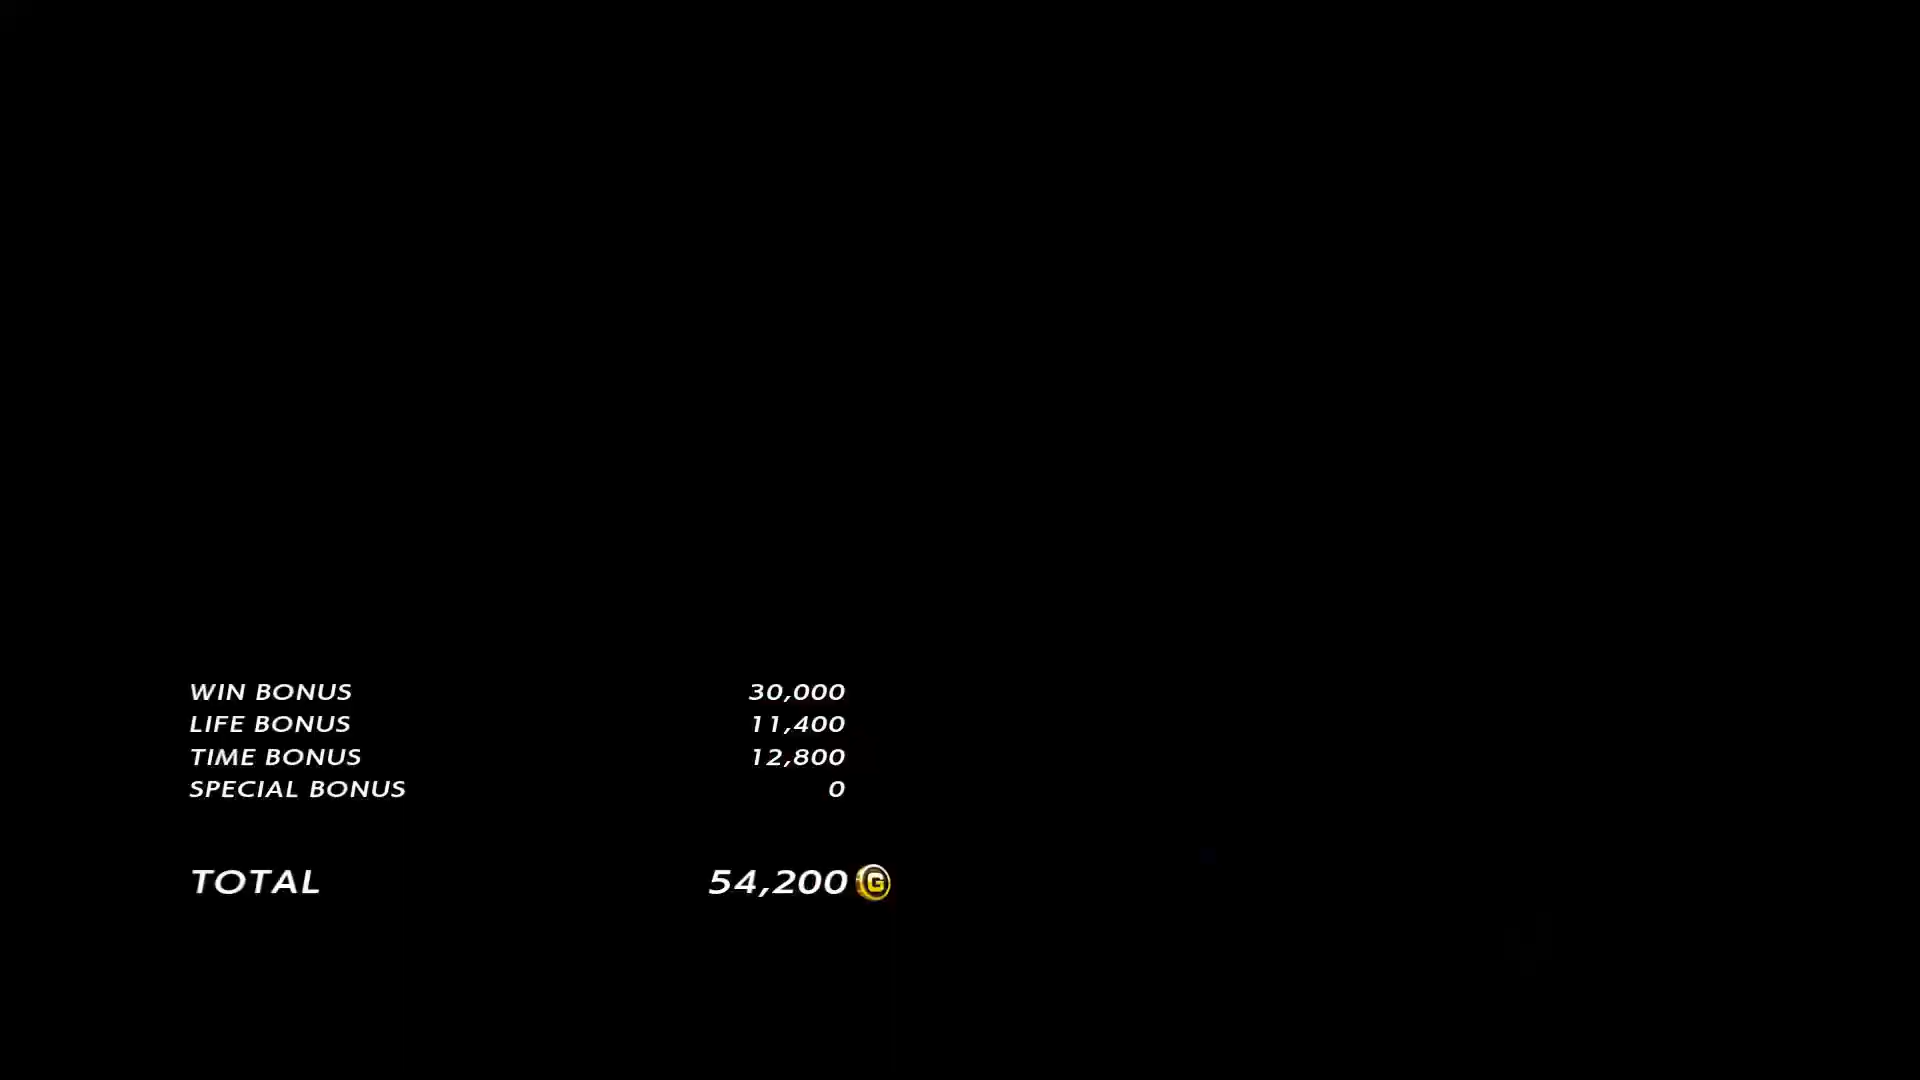 WIN BONUS 30,000
LIFE BONUS 11,400
TIME BONUS 12,800
SPECIAL BONUS 0
TOTAL 54,200 G